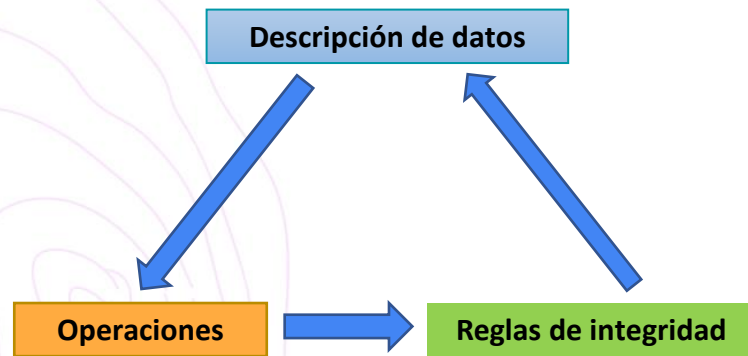 Descripción de datos
Operaciones
Reglas de integridad